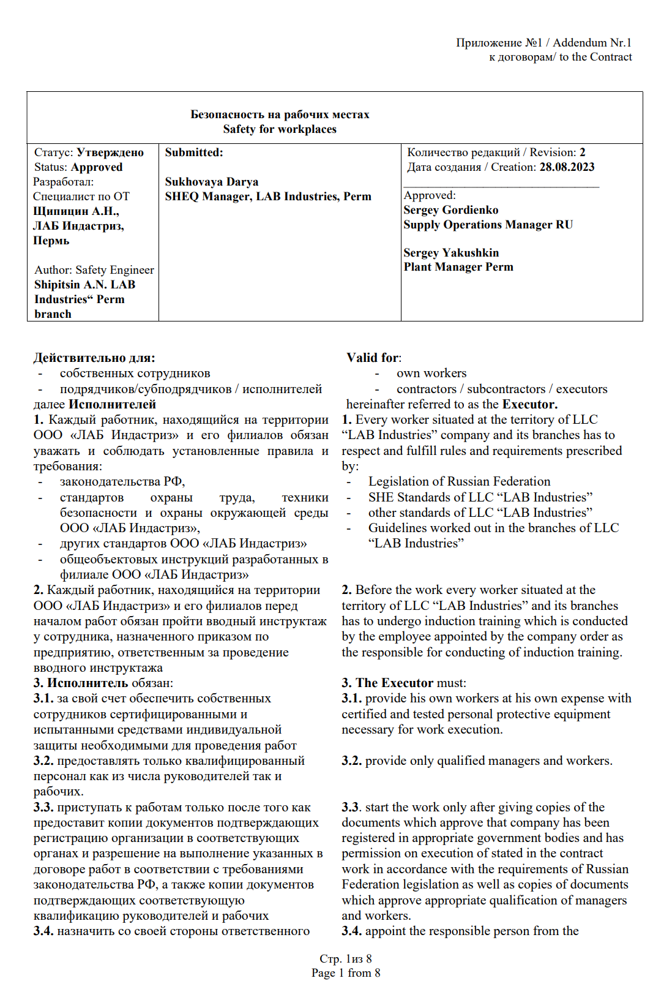 Приложение №1 / Addendum Nr.1
к договорам/ to the Contract
Безопасность на рабочих местах
Safety for workplaces
Статус: Утверждено
Status: Approved
Разработал:
Специалист по ОТ
Щипицин А.Н.,
ЛАБ Индастриз,
Пермь
Author: Safety Engineer
Shipitsin A.N. LAB
Industries“ Perm
branch
Submitted:
Sukhovaya Darya
SHEQ Manager, LAB Industries, Perm
Количество редакций / Revision: 2
Дата создания / Creation: 28.08.2023
Approved:
Sergey Gordienko
Supply Operations Manager RU
Sergey Yakushkin
Plant Manager Perm
Действительно для:
- собственных сотрудников
- подрядчиков/субподрядчиков / исполнителей
далее Исполнителей
1. Каждый работник, находящийся на территории
ООО «ЛАБ Индастриз» и его филиалов обязан
уважать и соблюдать установленные правила и
требования:
- законодательства РФ,
- стандартов охраны труда, техники
безопасности и охраны окружающей среды
ООО «ЛАБ Индастриз»,
- других стандартов ООО «ЛАБ Индастриз»
- общеобъектовых инструкций разработанных в
филиале ООО «ЛАБ Индастриз»
2. Каждый работник, находящийся на территории
ООО «ЛАБ Индастриз» и его филиалов перед
началом работ обязан пройти вводный инструктаж
у сотрудника, назначенного приказом по
предприятию, ответственным за проведение
вводного инструктажа
3. Исполнитель обязан:
3.1. за свой счет обеспечить собственных
сотрудников сертифицированными и
испытанными средствами индивидуальной
защиты необходимыми для проведения работ
3.2. предоставлять только квалифицированный
персонал как из числа руководителей так и
рабочих.
3.3. приступать к работам только после того как
предоставит копии документов подтверждающих
регистрацию организации в соответствующих
органах и разрешение на выполнение указанных в
договоре работ в соответствии с требованиями
законодательства РФ, а также копии документов
подтверждающих соответствующую
квалификацию руководителей и рабочих
3.4. назначить со своей стороны ответственного
Valid for:
- own workers
- contractors / subcontractors / executors
hereinafter referred to as the Executor.
1. Every worker situated at the territory of LLC
“LAB Industries” company and its branches has to
respect and fulfill rules and requirements prescribed
by:
- Legislation of Russian Federation
- SHE Standards of LLC “LAB Industries”
- other standards of LLC “LAB Industries”
- Guidelines worked out in the branches of LLC
“LAB Industries”
2. Before the work every worker situated at the
territory of LLC “LAB Industries” and its branches
has to undergo induction training which is conducted
by the employee appointed by the company order as
the responsible for conducting of induction training.
3. The Executor must:
3.1. provide his own workers at his own expense with
certified and tested personal protective equipment
necessary for work execution.
3.2. provide only qualified managers and workers.
3.3. start the work only after giving copies of the
documents which approve that company has been
registered in appropriate government bodies and has
permission on execution of stated in the contract
work in accordance with the requirements of Russian
Federation legislation as well as copies of documents
which approve appropriate qualification of managers
and workers.
3.4. appoint the responsible person from the
Стр. 1из 8
Page 1 from 8